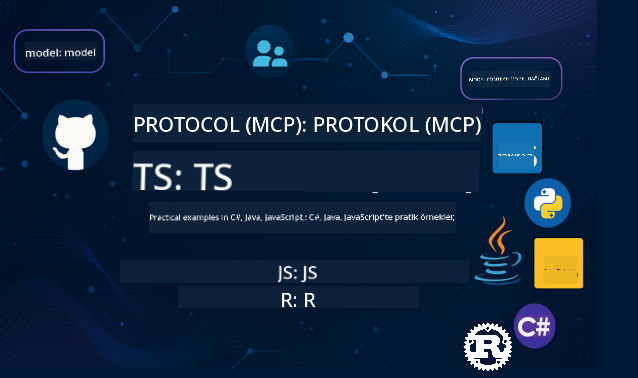 model: model
PROTOCOL (MCP): PROTOKOL (MCP)
TS: TS
Practical examples in C#, Java, JavaScript,: C#, Java, JavaScript'te pratik örnekler,
JS: JS
R: R
C#
R